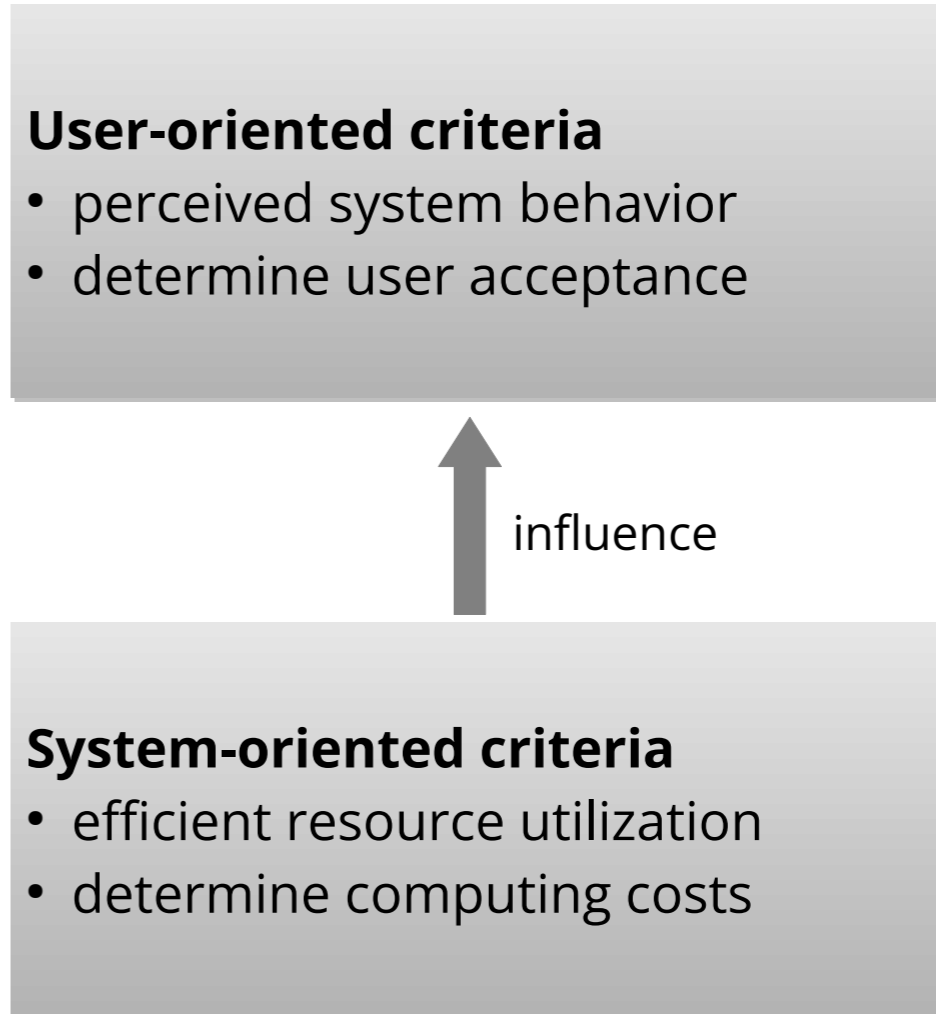 User-oriented criteria
• perceived system behavior
• determine user acceptance
influence
System-oriented criteria
• efficient resource utilization
• determine computing costs